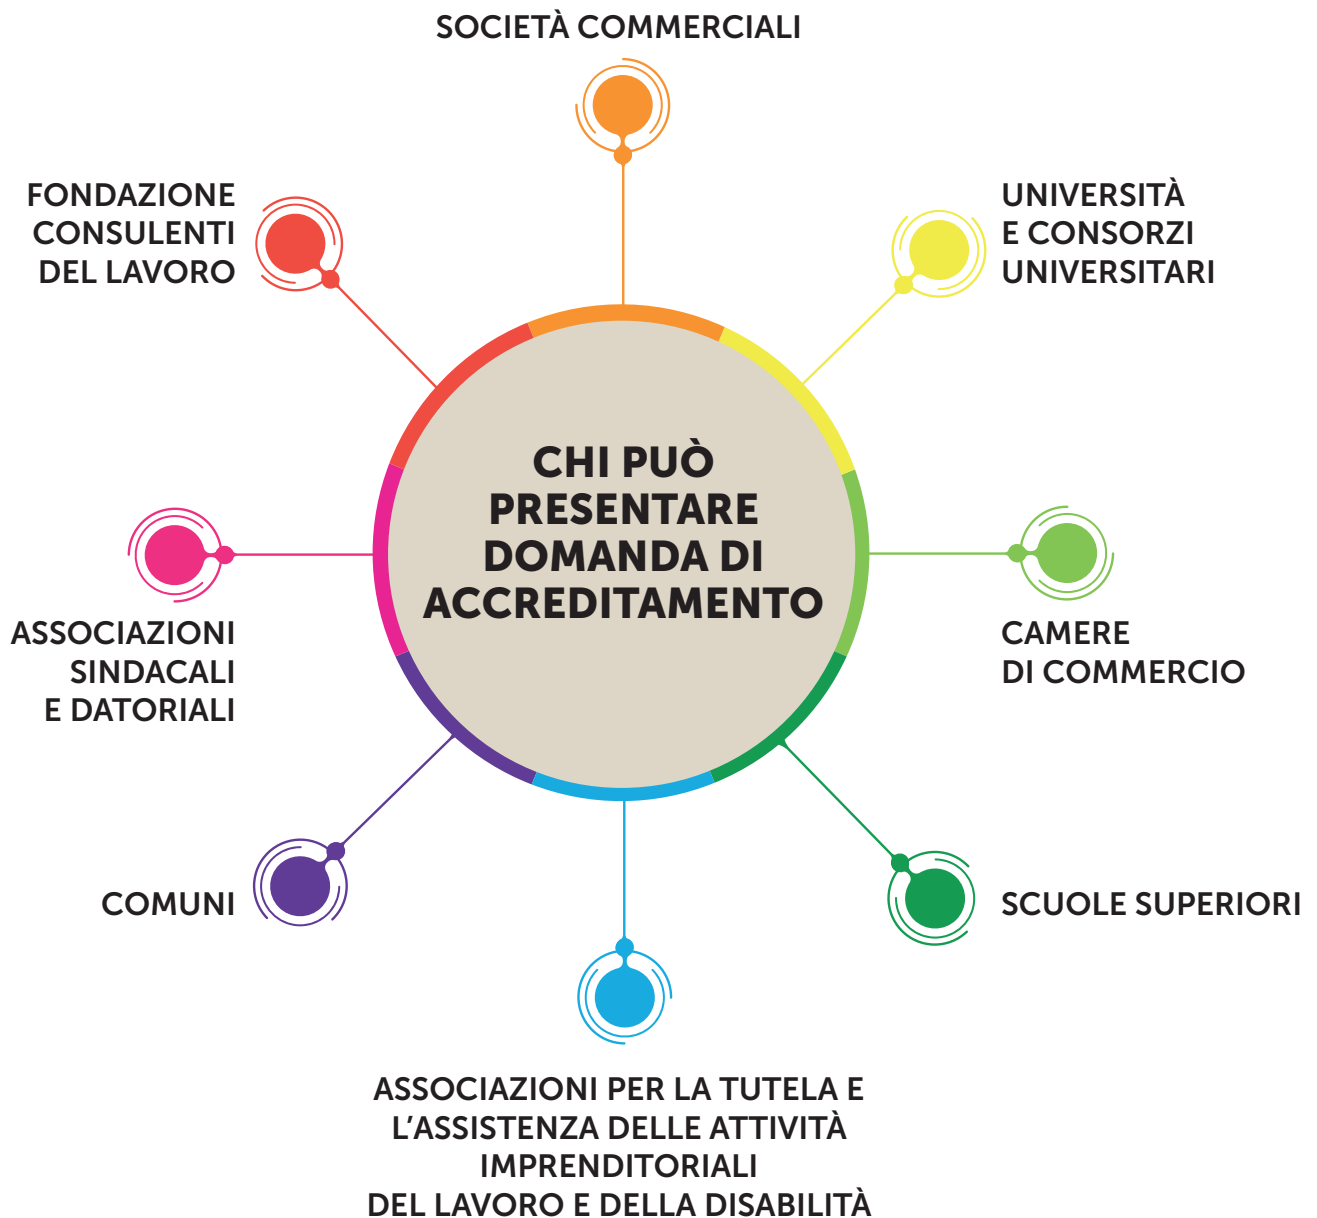 SOCIETÀ COMMERCIALI
FONDAZIONE
CONSULENTI
DEL LAVORO
UNIVERSITÀ
E CONSORZI
UNIVERSITARI
CHI PUÒ
PRESENTARE
DOMANDA DI
ACCREDITAMENTO
ASSOCIAZIONI
SINDACALI
E DATORIALI
CAMERE
DI COMMERCIO
COMUNI
SCUOLE SUPERIORI
ASSOCIAZIONI PER LA TUTELA E
L’ASSISTENZA DELLE ATTIVITÀ
IMPRENDITORIALI
DEL LAVORO E DELLA DISABILITÀ